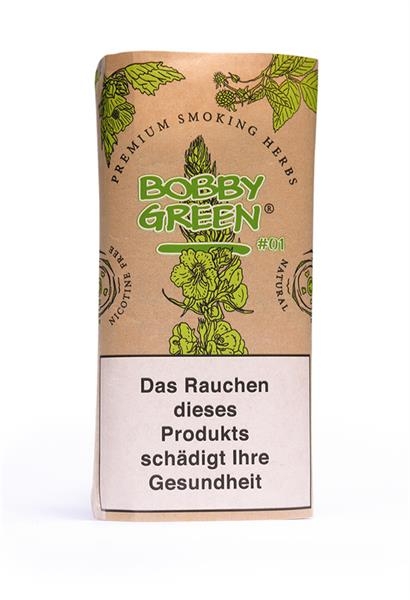 PREMIUM SMOKING HERBS
BOBBY
GREEN®
#01
NICOTINE FREE
NATURAL
Das Rauchen
dieses
Produkts
schädigt Ihre
Gesundheit